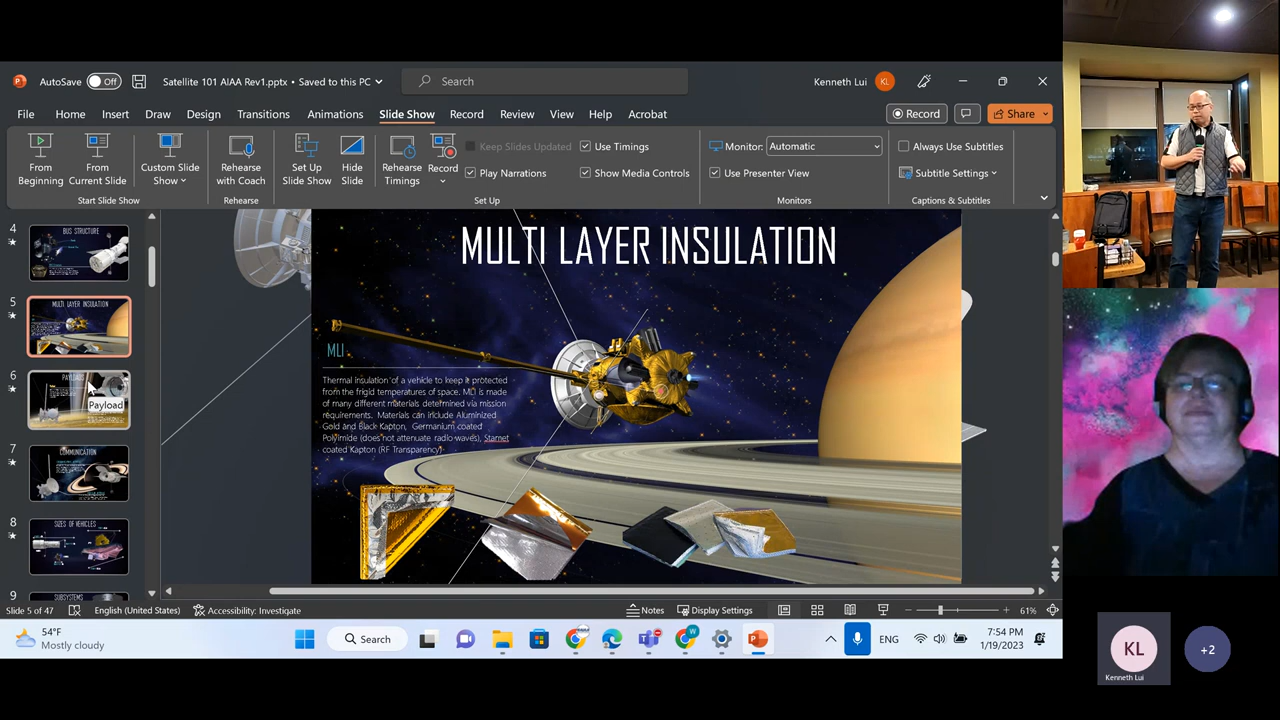 AutoSave Off Satellite 101 AIAA Rev1.pptx • Saved to this PC Search Kenneth Lui KL
File Home Insert Draw Design Transitions Animations Slide Show Record Review View Help Acrobat Record Share
From Beginning
From Current Slide
Custom Slide Show
Rehearse with Coach
Set Up Slide Show
Hide Slide
Rehearse Timings
Record
Keep Slides Updated
Play Narrations
Use Timings
Show Media Controls
Monitor: Automatic
Use Presenter View
Always Use Subtitles
Subtitle Settings
Start Slide Show Rehearse Set Up Monitors Captions & Subtitles
4
BUS STRUCTURE
5
MULTI LAYER INSULATION
6
PAYLOAD
Payload
7
COMMUNICATION
8
SIZES OF VEHICLES
9
SUBSYSTEMS
MULTI LAYER INSULATION
MLI
Thermal insulation of a vehicle to keep it protected
from the frigid temperatures of space. MLI is made
of many different materials determined via mission
requirements. Materials can include Aluminized
Gold and Black Kapton, Germanium coated
Polyimide (does not attenuate radio waves), Stamet
coated Kapton (RF Transparency)
Slide 5 of 47 English (United States) Accessibility: Investigate Notes Display Settings 61%
54°F
Mostly cloudy
Search
ENG
7:54 PM
1/19/2023
KL
Kenneth Lui
+2